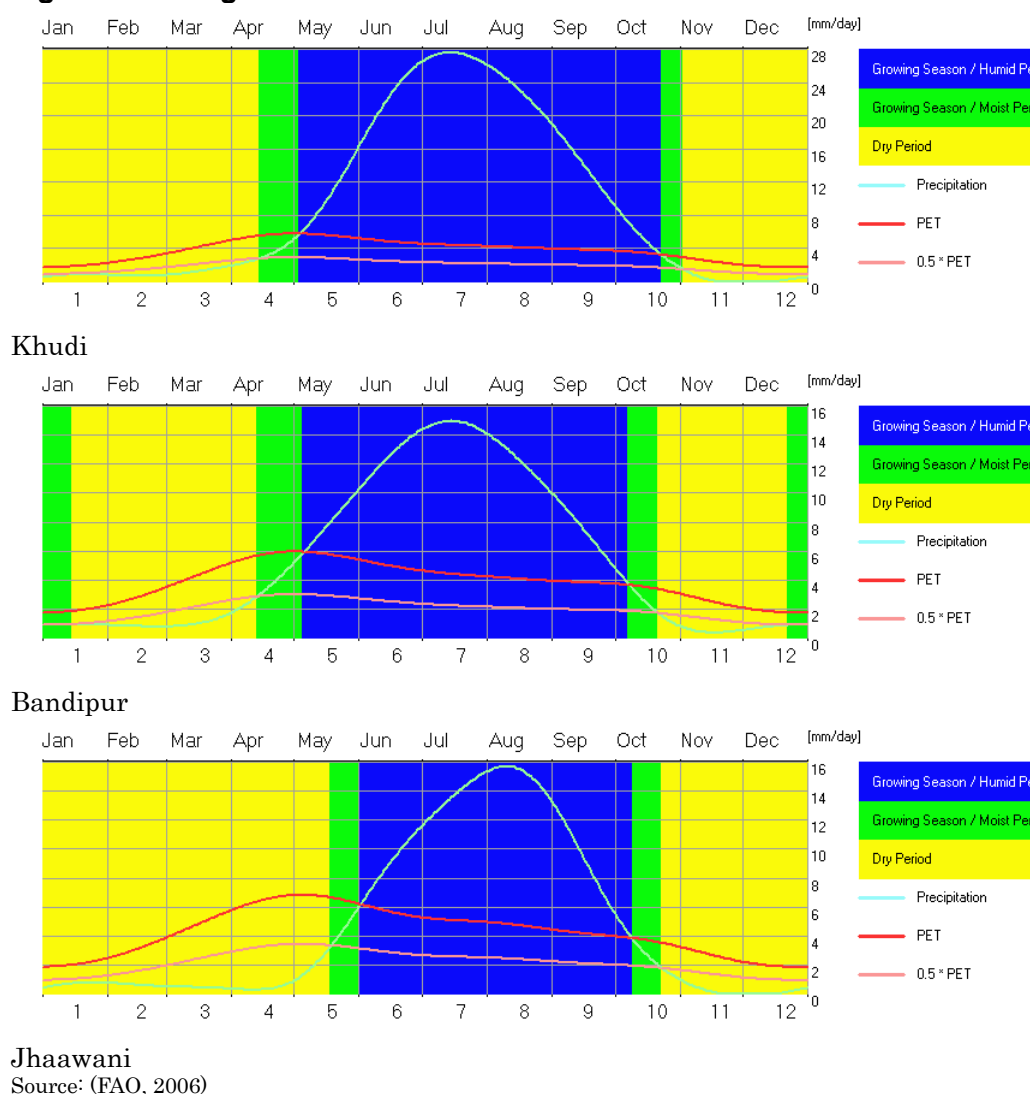 Jan Feb Mar Apr May Jun Jul Aug Sep Oct Nov Dec [mm/day]
28
24
20
16
12
8
4
0
Growing Season / Humid Pe
Growing Season / Moist Per
Dry Period
Precipitation
PET
0.5 * PET
1 2 3 4 5 6 7 8 9 10 11 12
Khudi
Jan Feb Mar Apr May Jun Jul Aug Sep Oct Nov Dec [mm/day]
16
14
12
10
8
6
4
2
0
Growing Season / Humid Pe
Growing Season / Moist Per
Dry Period
Precipitation
PET
0.5 * PET
1 2 3 4 5 6 7 8 9 10 11 12
Bandipur
Jan Feb Mar Apr May Jun Jul Aug Sep Oct Nov Dec [mm/day]
16
14
12
10
8
6
4
2
0
Growing Season / Humid Pe
Growing Season / Moist Per
Dry Period
Precipitation
PET
0.5 * PET
1 2 3 4 5 6 7 8 9 10 11 12
Jhaawani
Source: (FAO, 2006)